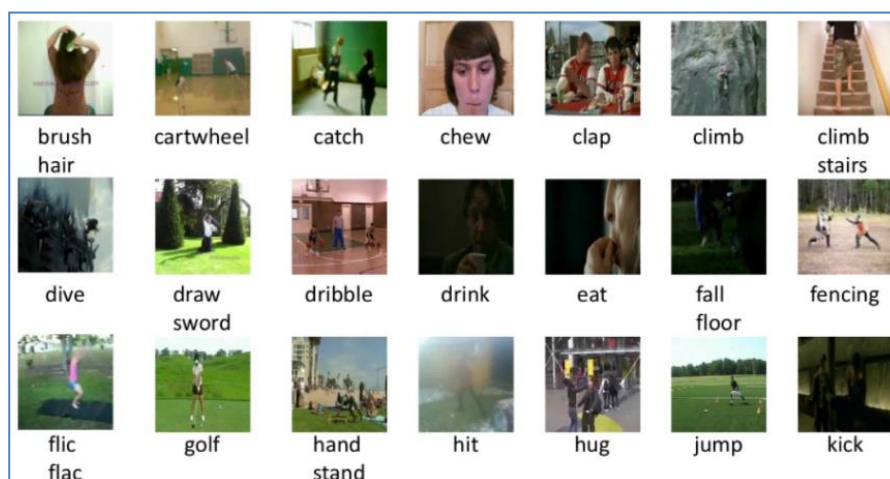 brush cartwheel catch chew clap climb climb
hair stairs
dive draw dribble drink eat fall fencing
sword floor
flic golf hand hit hug jump kick
flac stand